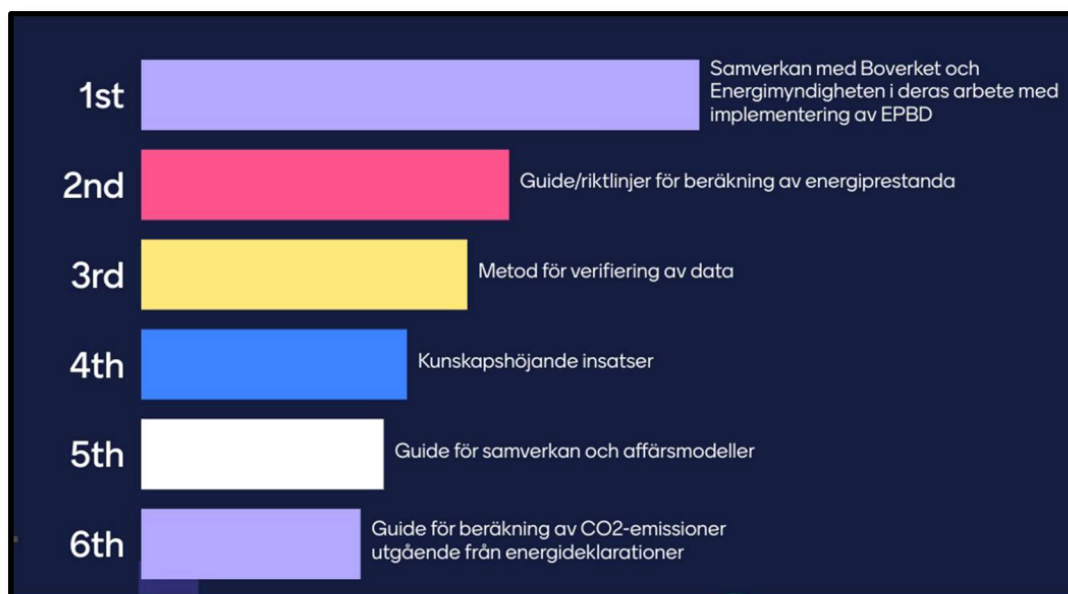 1st
Samverkan med Boverket och
Energimyndigheten i deras arbete med
implementering av EPBD
2nd
Guide/riktlinjer för beräkning av energiprestanda
3rd
Metod för verifiering av data
4th
Kunskapshöjande insatser
5th
Guide för samverkan och affärsmodeller
6th
Guide för beräkning av CO2-emissioner
utgående från energideklarationer